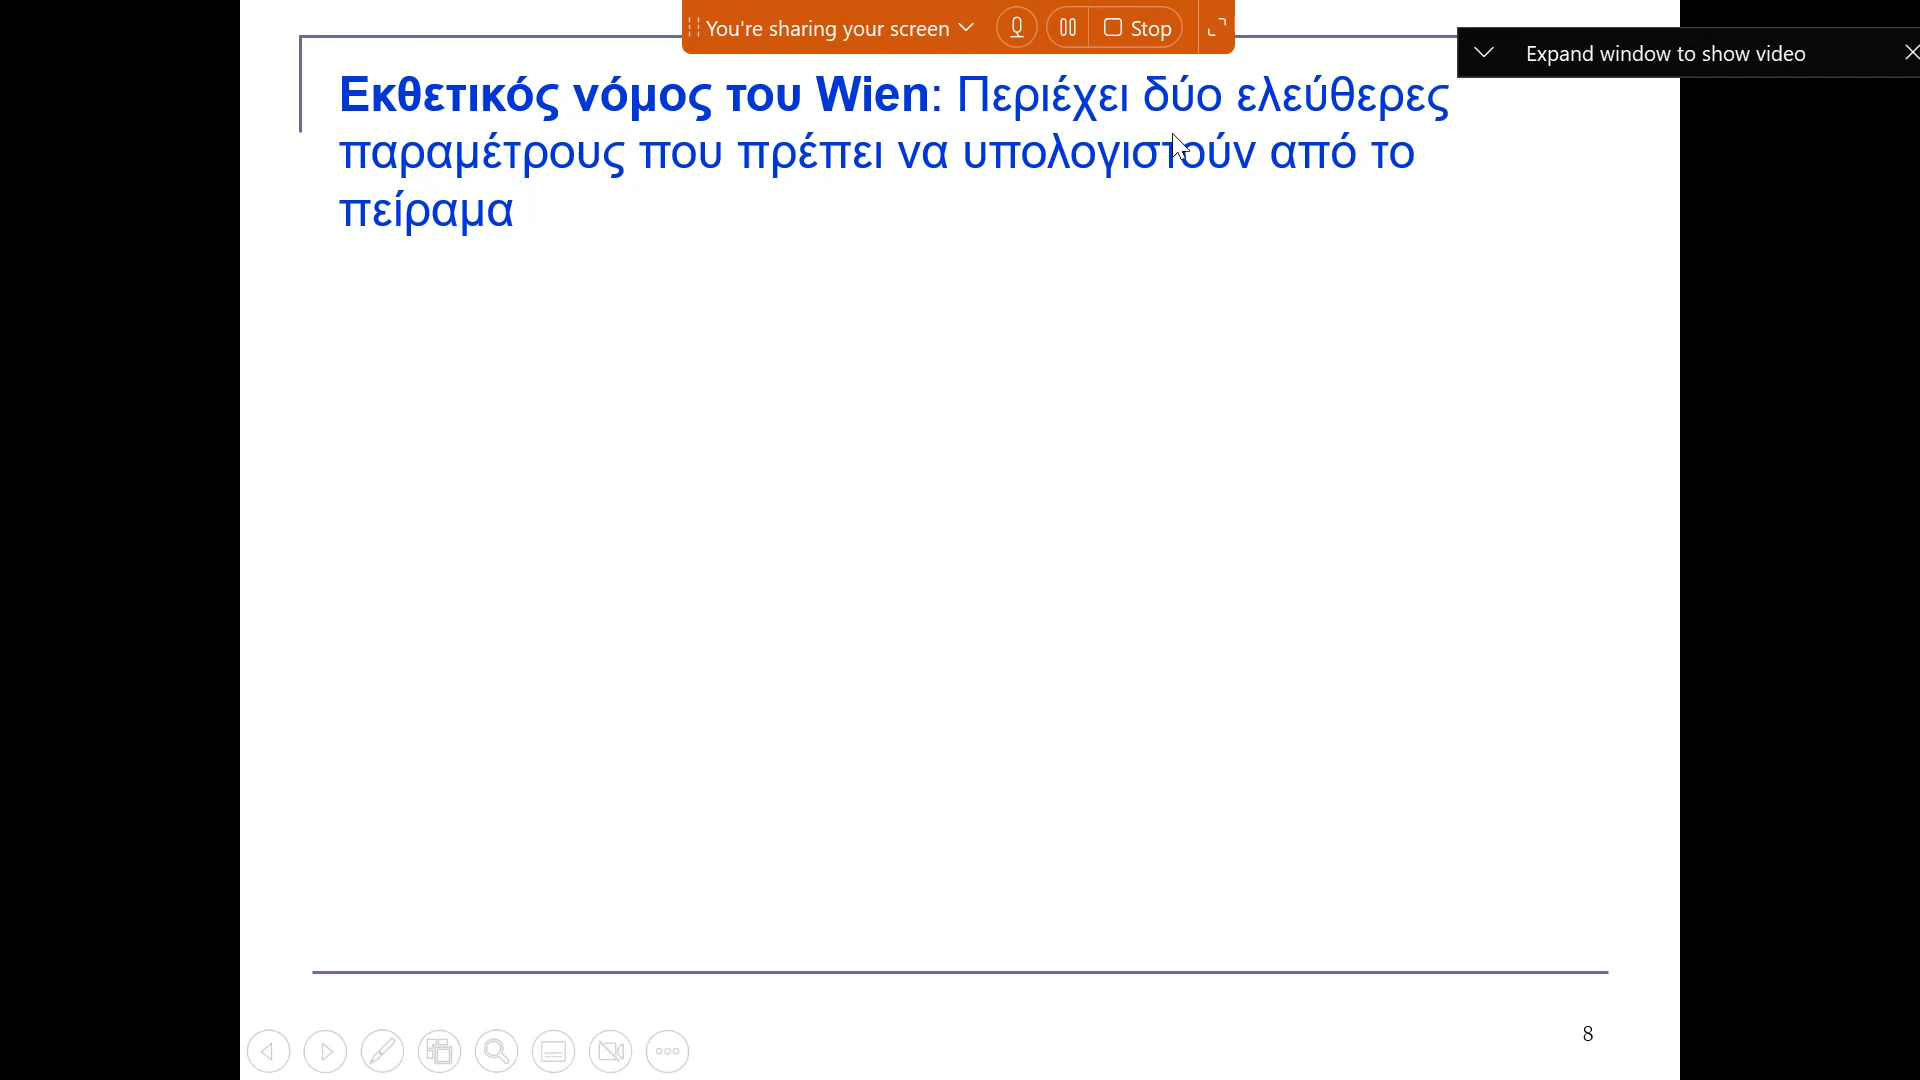 You're sharing your screen
Stop
Expand window to show video
Εκθετικός νόμος του Wien: Περιέχει δύο ελεύθερες
παραμέτρους που πρέπει να υπολογιστούν από το
πείραμα
8